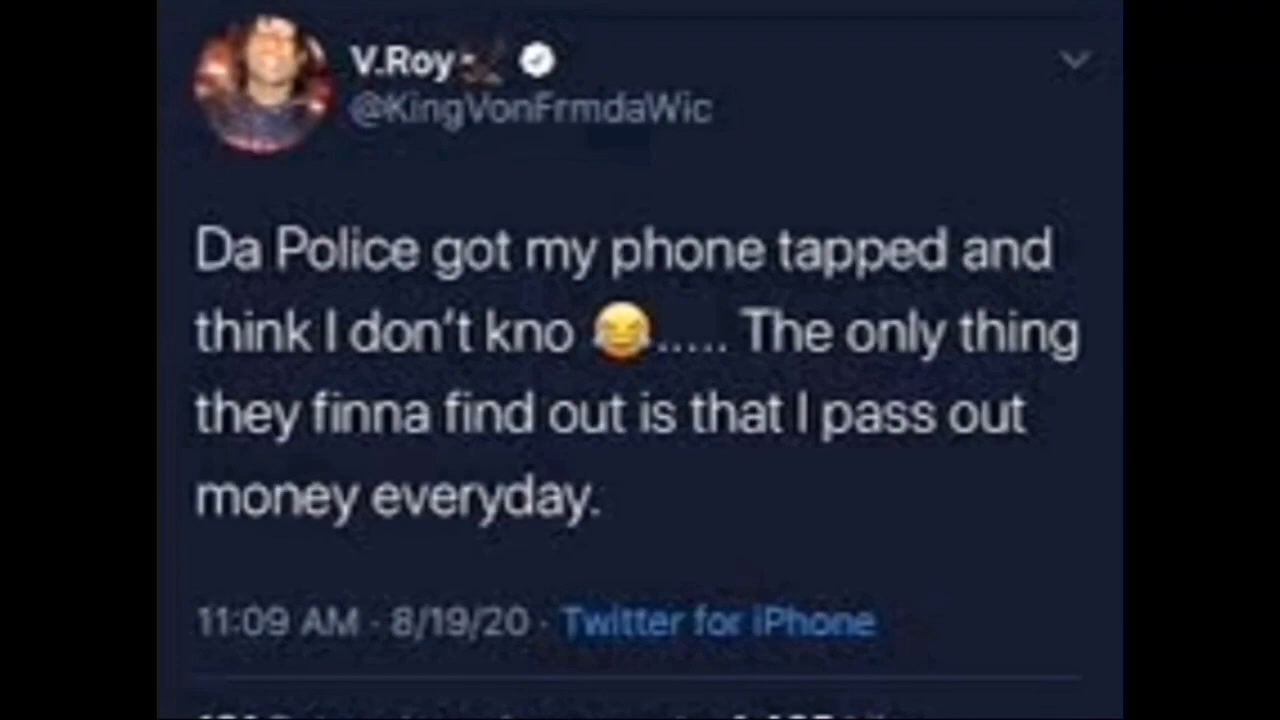 V.Roy
@KingVonFrmdaWic
Da Police got my phone tapped and
think I don't kno 😂..... The only thing
they finna find out is that I pass out
money everyday.
11:09 AM · 8/19/20 · Twitter for iPhone